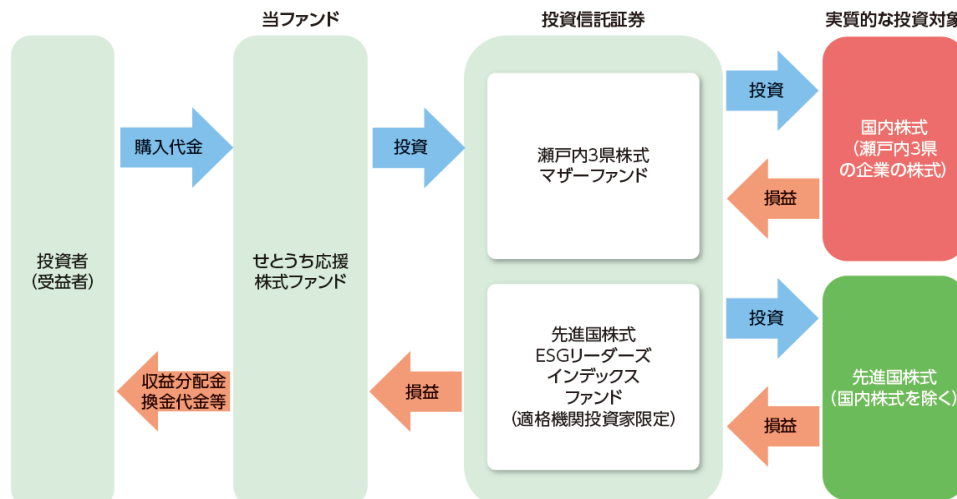 当ファンド
投資信託証券
実質的な投資対象
投資者
(受益者)
購入代金
収益分配金
換金代金等
せとうち応援
株式ファンド
投資
損益
瀬戸内3県株式
マザーファンド
先進国株式
ESGリーダーズ
インデックス
ファンド
(適格機関投資家限定)
投資
損益
投資
損益
国内株式
(瀬戸内3県
の企業の株式)
先進国株式
(国内株式を除く)